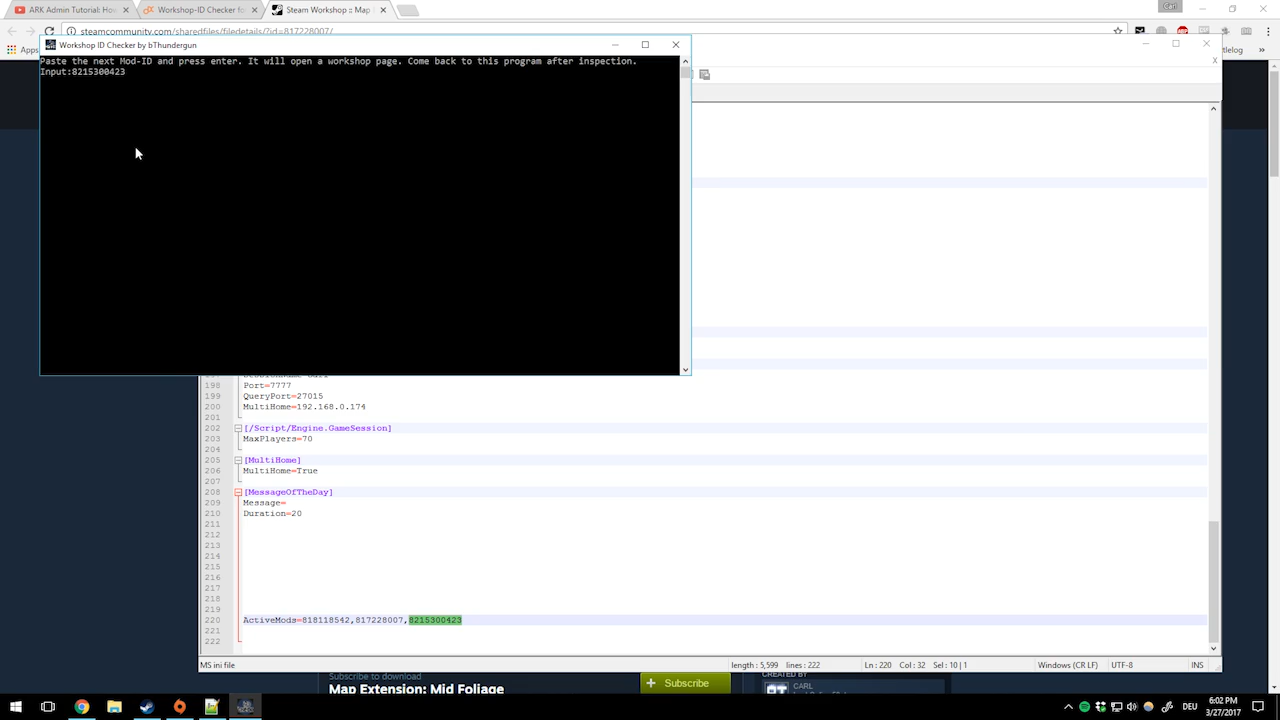 ARK Admin Tutorial: How
Workshop-ID Checker fo
Steam Workshop :: Map
Carl
steamcommunity.com/sharedfiles/filedetails/?id=817228007/
Apps
tlelog
Workshop ID Checker by bThundergun
Paste the next Mod-ID and press enter. It will open a workshop page. Come back to this program after inspection.
Input:8215300423
198 Port=7777
199 QueryPort=27015
200 MultiHome=192.168.0.174
201
202 [/Script/Engine.GameSession]
203 MaxPlayers=70
204
205 [MultiHome]
206 MultiHome=True
207
208 [MessageOfTheDay]
209 Message=
210 Duration=20
211
212
213
214
215
216
217
218
219
220 ActiveMods=818118542,817228007,8215300423
221
222
MS ini file
length : 5,599 lines : 222
Ln : 220 Col : 32 Sel : 10 | 1
Windows (CR LF)
UTF-8
INS
Subscribe to download
Map Extension: Mid Foliage
Subscribe
CREATED BY
CARL
DEU
6:02 PM
3/27/2017